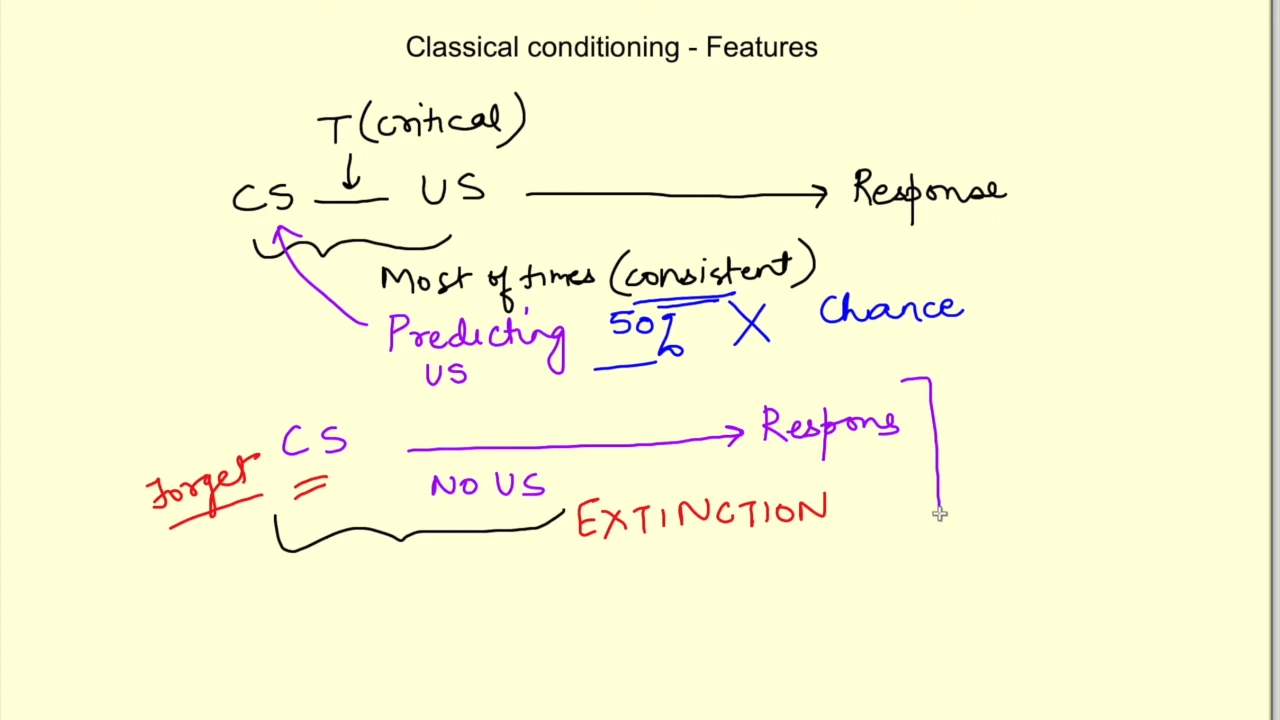 Classical conditioning - Features
T (critical)
CS US Response
Most of times (consistent)
Predicting 50% X Chance
US
CS Respons
Forget NO US
EXTINCTION